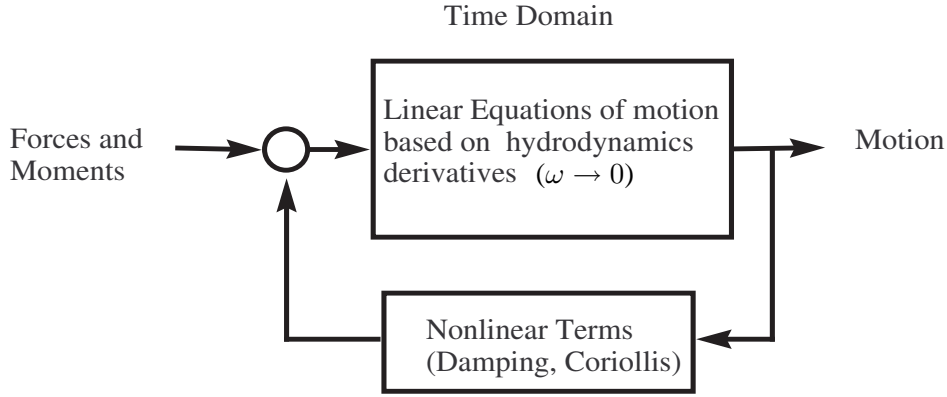 Time Domain
Forces and
Moments
Linear Equations of motion
based on hydrodynamics
derivatives (ω → 0)
Motion
Nonlinear Terms
(Damping, Coriollis)